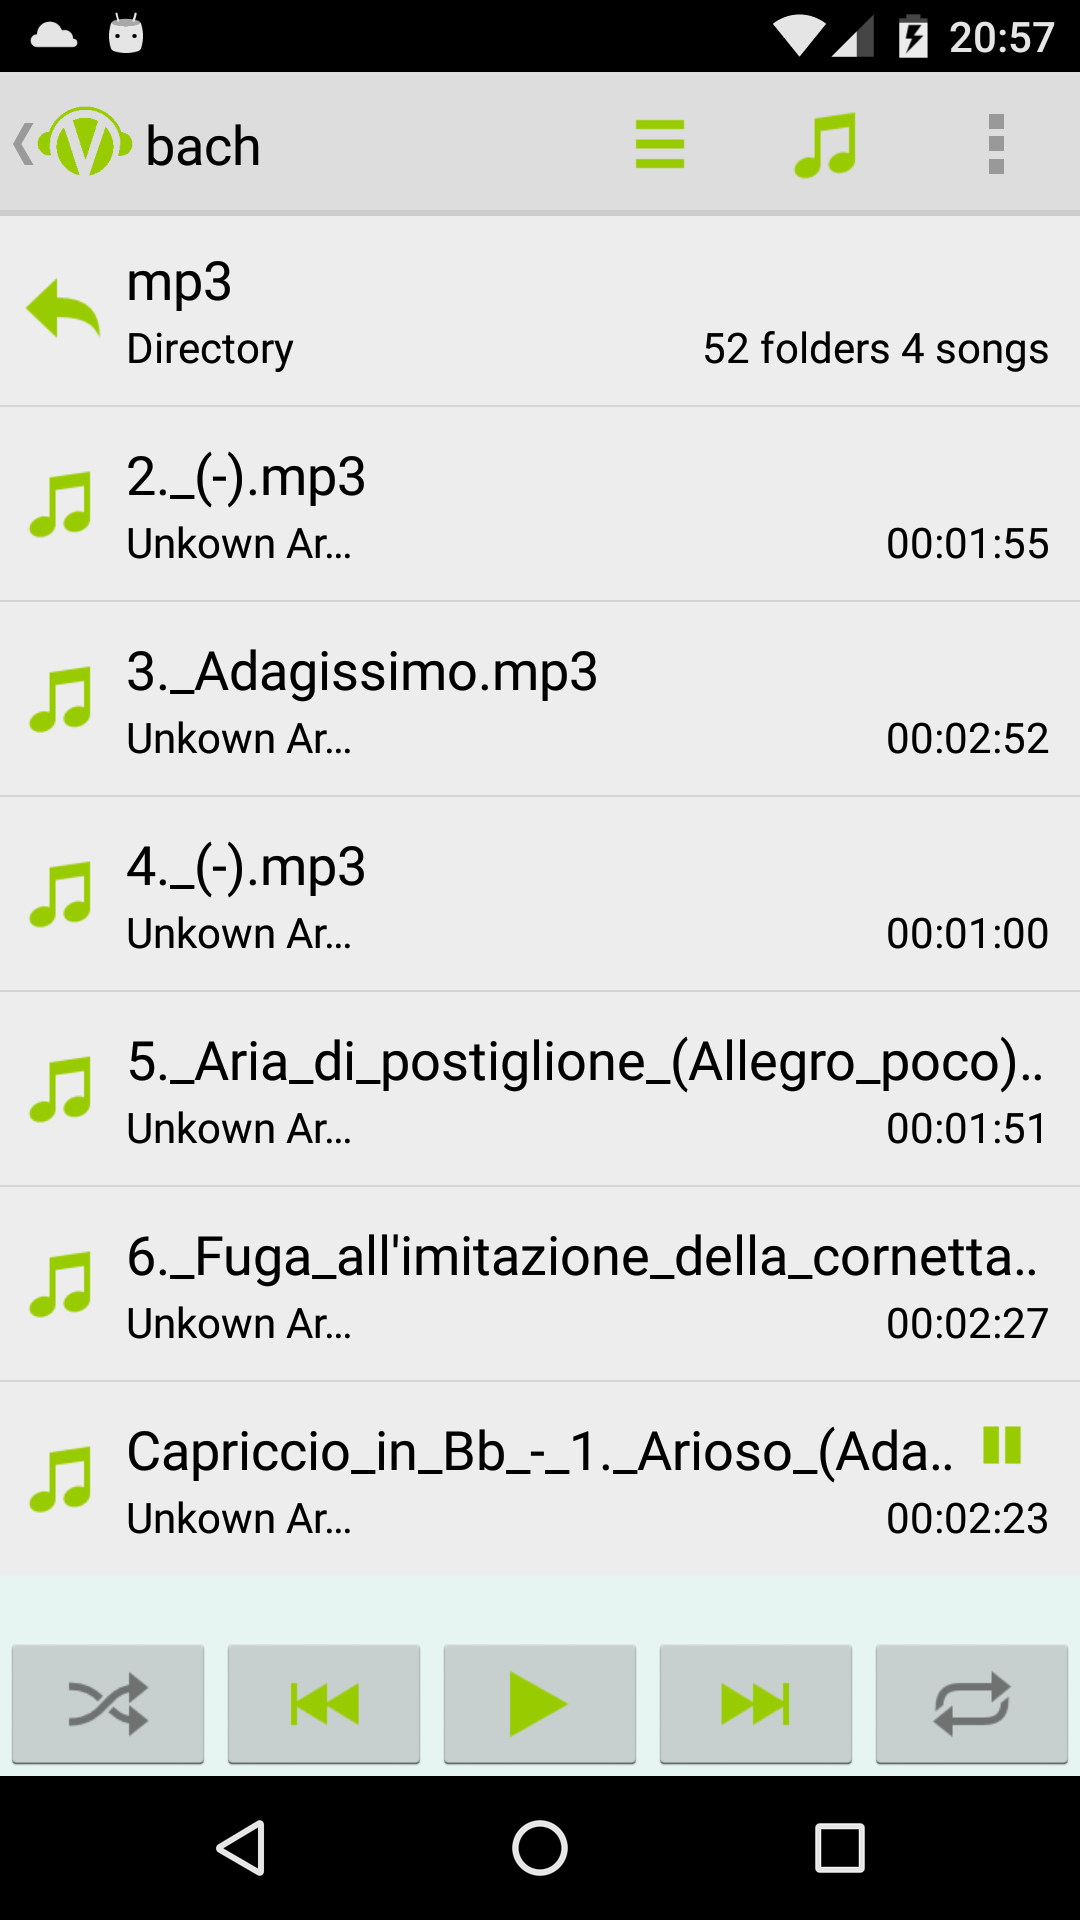 20:57
bach
mp3
Directory 52 folders 4 songs
2._(-).mp3
Unkown Ar... 00:01:55
3._Adagissimo.mp3
Unkown Ar... 00:02:52
4._(-).mp3
Unkown Ar... 00:01:00
5._Aria_di_postiglione_(Allegro_poco)..
Unkown Ar... 00:01:51
6._Fuga_all'imitazione_della_cornetta..
Unkown Ar... 00:02:27
Capriccio_in_Bb_-_1._Arioso_(Ada..
Unkown Ar... 00:02:23